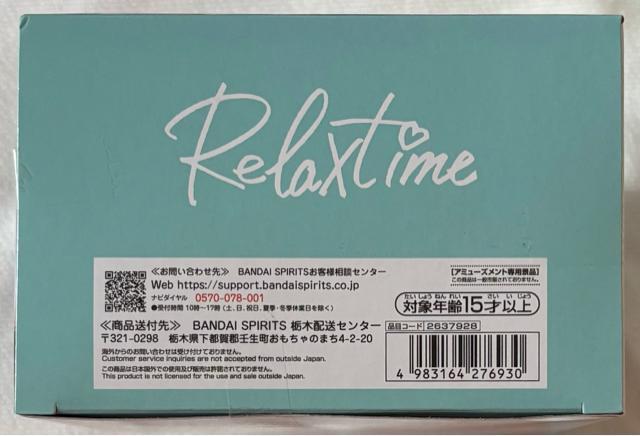 Relaxtime
≪お問い合わせ先≫ BANDAI SPIRITSお客様相談センター
Web https://support.bandaispirits.co.jp
ナビダイヤル 0570-078-001
●受付時間 10時〜17時 (土、日、祝日、夏季・冬季休業日を除く)
≪商品送付先≫ BANDAI SPIRITS 栃木配送センター
〒321-0298 栃木県下都賀郡壬生町おもちゃのまち4-2-20
海外からのお問い合わせは受け付けておりません。
Customer service inquiries are not accepted from outside Japan.
この商品は日本国外での使用及び販売は許諾されておりません。
This product is not licensed for the use and sale outside Japan.
【アミューズメント専用景品】
この商品は一般市販されておりません。
たい しょう ねん れい さい い じょう
対象年齢15才以上
品目コード 2637928
4 983164 276930